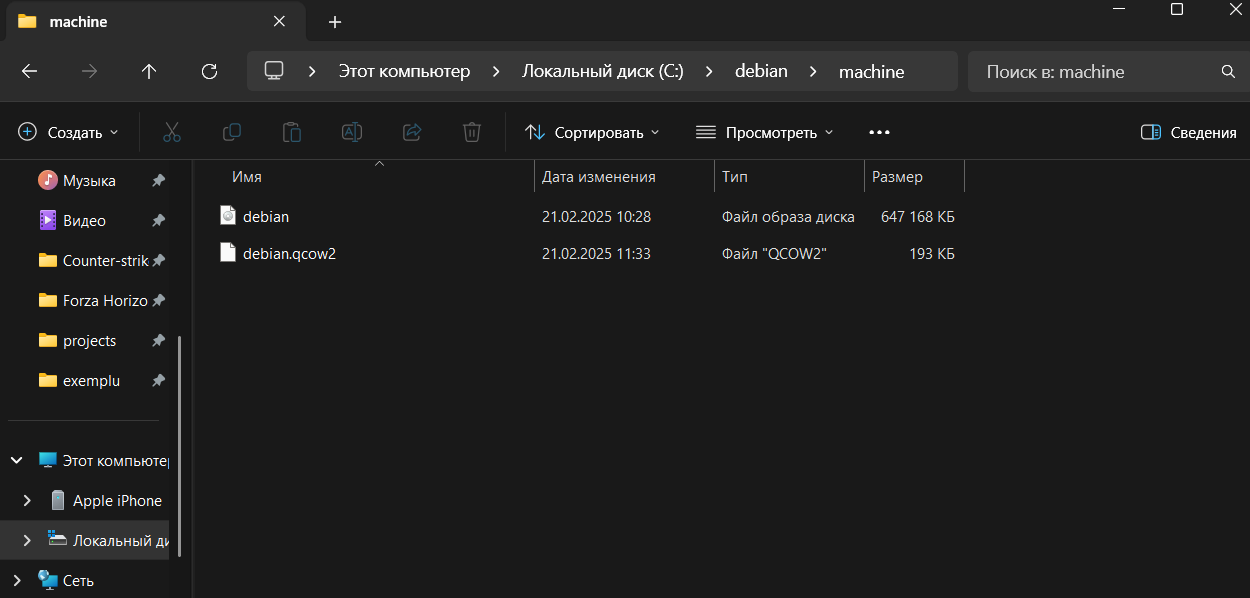 machine
Этот компьютер > Локальный диск (C:) > debian > machine
Поиск в: machine
Создать
Сортировать
Просмотреть
Сведения
Музыка
Видео
Counter-strik
Forza Horizo
projects
exemplu
Этот компьютер
Apple iPhone
Локальный ди
Сеть
Имя Дата изменения Тип Размер
debian 21.02.2025 10:28 Файл образа диска 647 168 КБ
debian.qcow2 21.02.2025 11:33 Файл "QCOW2" 193 КБ